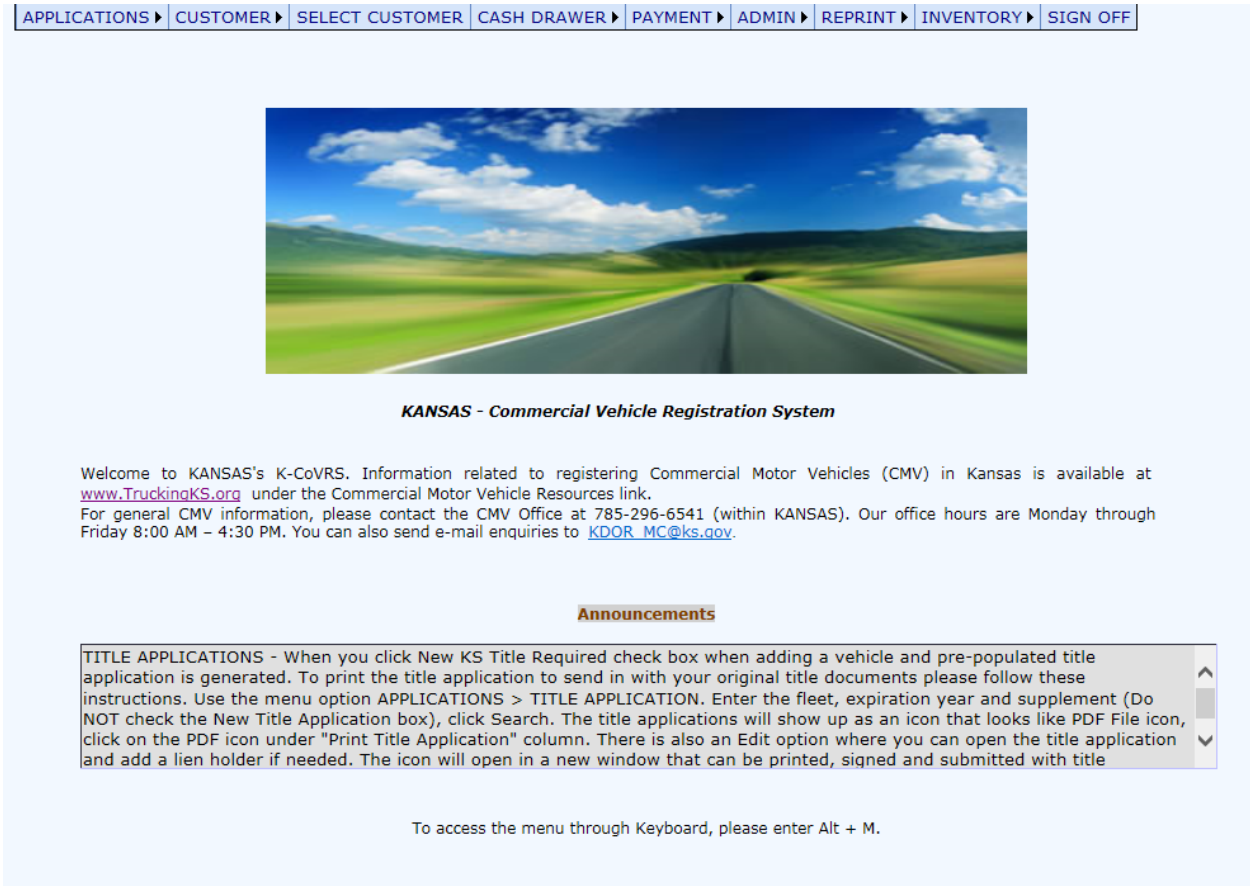 APPLICATIONS CUSTOMER SELECT CUSTOMER CASH DRAWER PAYMENT ADMIN REPRINT INVENTORY SIGN OFF
KANSAS - Commercial Vehicle Registration System
Welcome to KANSAS's K-CoVRS. Information related to registering Commercial Motor Vehicles (CMV) in Kansas is available at
www.TruckingKS.org under the Commercial Motor Vehicle Resources link.
For general CMV information, please contact the CMV Office at 785-296-6541 (within KANSAS). Our office hours are Monday through
Friday 8:00 AM – 4:30 PM. You can also send e-mail enquiries to KDOR_MC@ks.gov.
Announcements
TITLE APPLICATIONS - When you click New KS Title Required check box when adding a vehicle and pre-populated title
application is generated. To print the title application to send in with your original title documents please follow these
instructions. Use the menu option APPLICATIONS > TITLE APPLICATION. Enter the fleet, expiration year and supplement (Do
NOT check the New Title Application box), click Search. The title applications will show up as an icon that looks like PDF File icon,
click on the PDF icon under "Print Title Application" column. There is also an Edit option where you can open the title application
and add a lien holder if needed. The icon will open in a new window that can be printed, signed and submitted with title
To access the menu through Keyboard, please enter Alt + M.